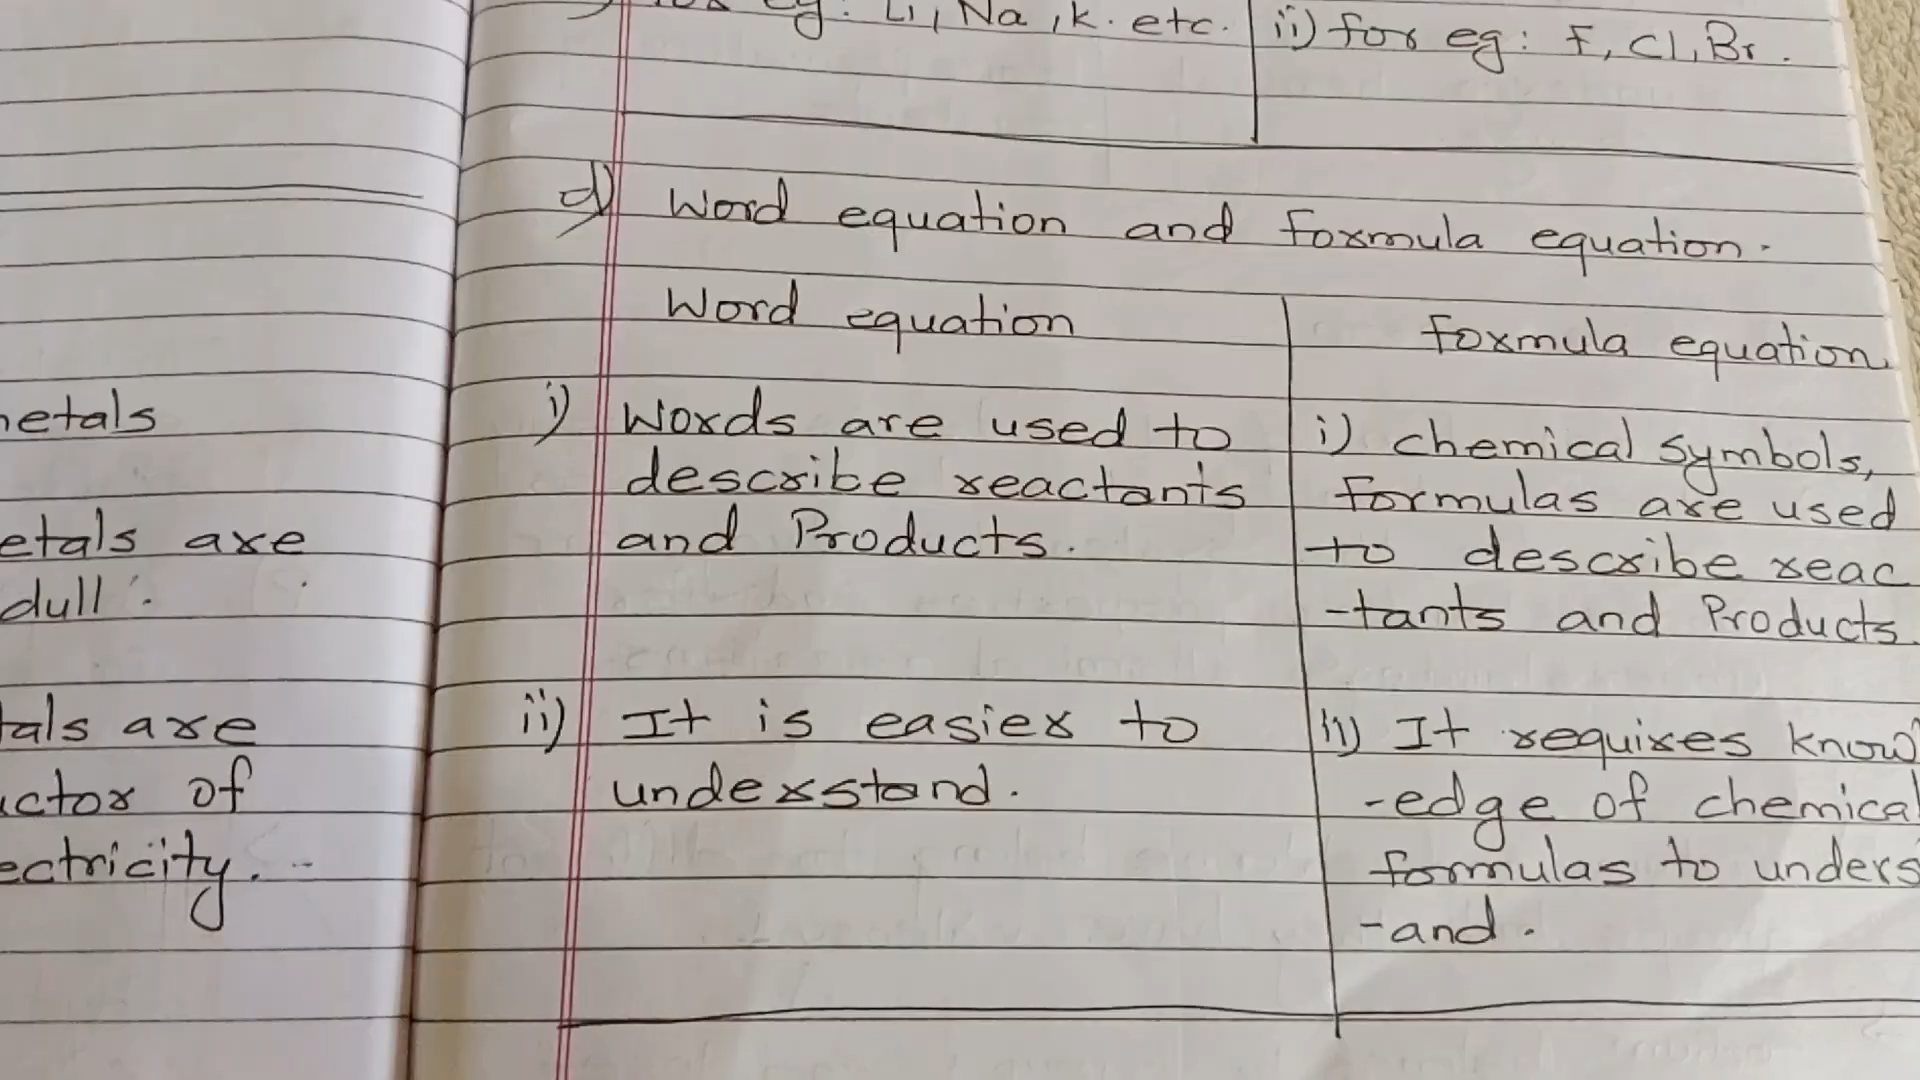 etals
etals are
dull.
tals are
ctor of
ectricity.
for eg: Li, Na, K. etc.
ii) for eg: F, Cl, Br.
d) Word equation and Formula equation.
Word equation
Formula equation.
i) Words are used to
describe reactants
and Products.
i) chemical symbols,
formulas are used
to describe reac
-tants and Products.
ii) It is easier to
understand.
ii) It requires knowl
-edge of chemical
formulas to underst
-and.